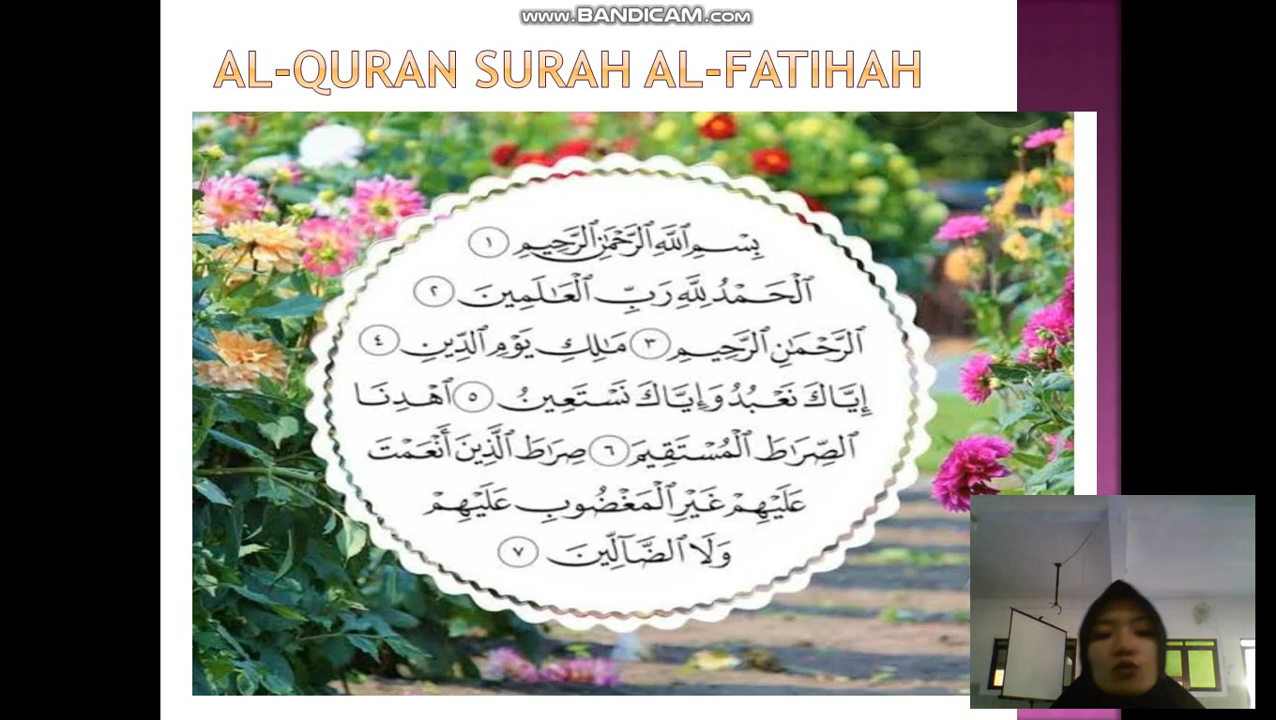 www.BANDICAM.com
AL-QURAN SURAH AL-FATIHAH
بِسْمِ ٱللَّهِ ٱلرَّحْمَٰنِ ٱلرَّحِيمِ ١
ٱلْحَمْدُ لِلَّهِ رَبِّ ٱلْعَٰلَمِينَ ٢
ٱلرَّحْمَٰنِ ٱلرَّحِيمِ ٣ مَٰلِكِ يَوْمِ ٱلدِّينِ ٤
إِيَّاكَ نَعْبُدُ وَإِيَّاكَ نَسْتَعِينُ ٥ ٱهْدِنَا
ٱلصِّرَٰطَ ٱلْمُسْتَقِيمَ ٦ صِرَٰطَ ٱلَّذِينَ أَنْعَمْتَ
عَلَيْهِمْ غَيْرِ ٱلْمَغْضُوبِ عَلَيْهِمْ
وَلَا ٱلضَّآلِّينَ ٧